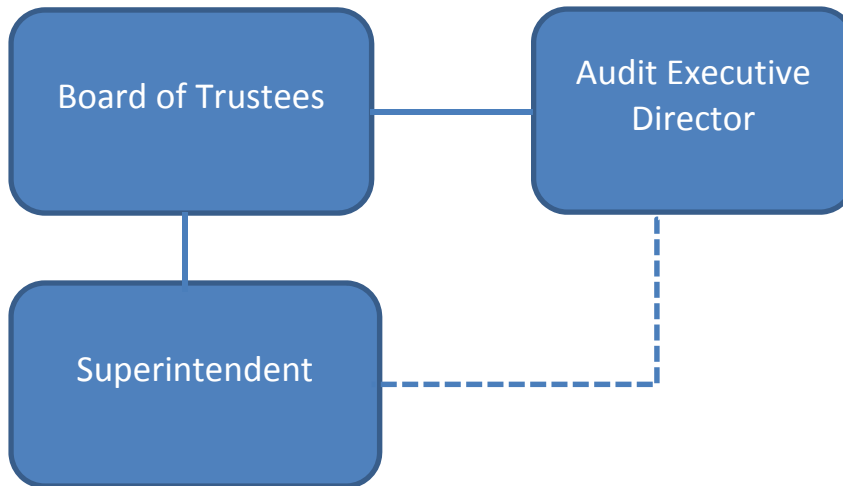 Board of Trustees
Audit Executive
Director
Superintendent